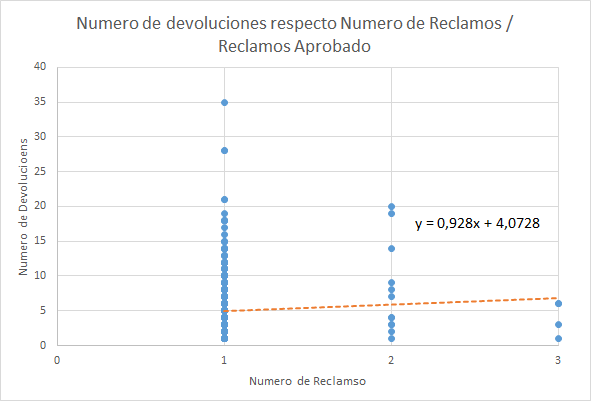 Numero de devoluciones respecto Numero de Reclamos /
Reclamos Aprobado
40
35
30
25
20
15
10
5
0
Numero de Devolucioens
y = 0,928x + 4,0728
0
1
2
3
Numero de Reclamso